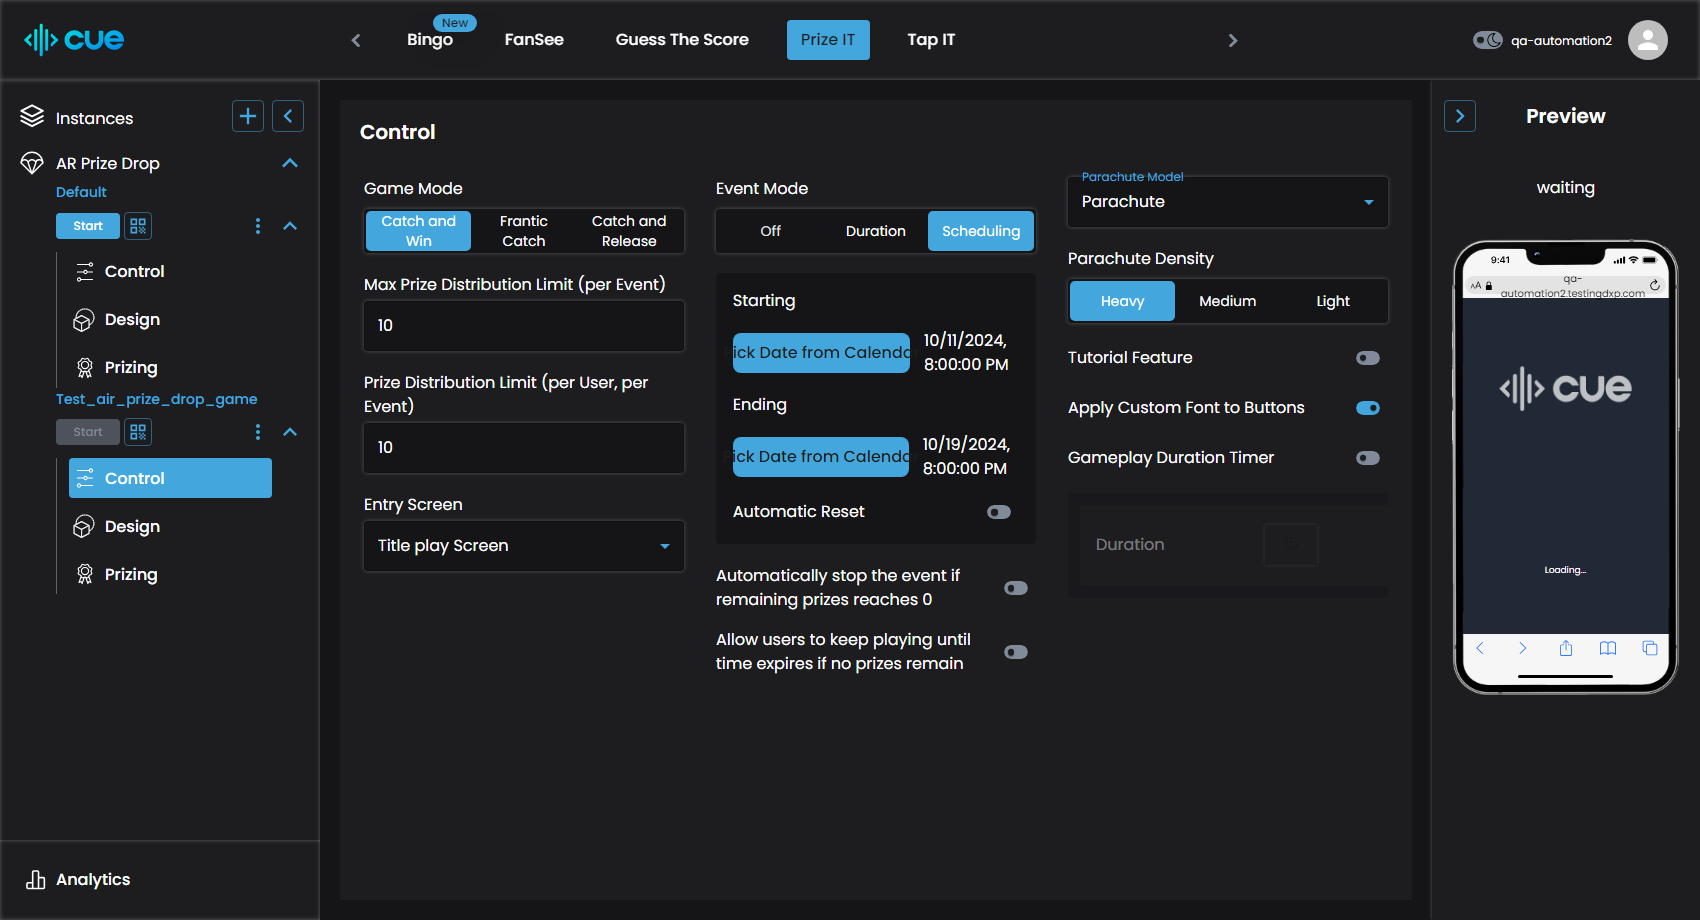 cue
Bingo
New
FanSee
Guess The Score
Prize IT
Tap IT
qa-automation2
Instances
AR Prize Drop
Default
Start
Control
Design
Prizing
Test_air_prize_drop_game
Start
Control
Design
Prizing
Analytics
Control
Game Mode
Catch and
Win
Frantic
Catch
Catch and
Release
Max Prize Distribution Limit (per Event)
10
Prize Distribution Limit (per User, per
Event)
10
Entry Screen
Title play Screen
Event Mode
Off
Duration
Scheduling
Starting
Pick Date from Calendar
10/11/2024,
8:00:00 PM
Ending
Pick Date from Calendar
10/19/2024,
8:00:00 PM
Automatic Reset
Automatically stop the event if
remaining prizes reaches 0
Allow users to keep playing until
time expires if no prizes remain
Parachute Model
Parachute
Parachute Density
Heavy
Medium
Light
Tutorial Feature
Apply Custom Font to Buttons
Gameplay Duration Timer
Duration
Preview
waiting
9:41
AA
qa-
automation2.testingdxp.com
cue
Loading...